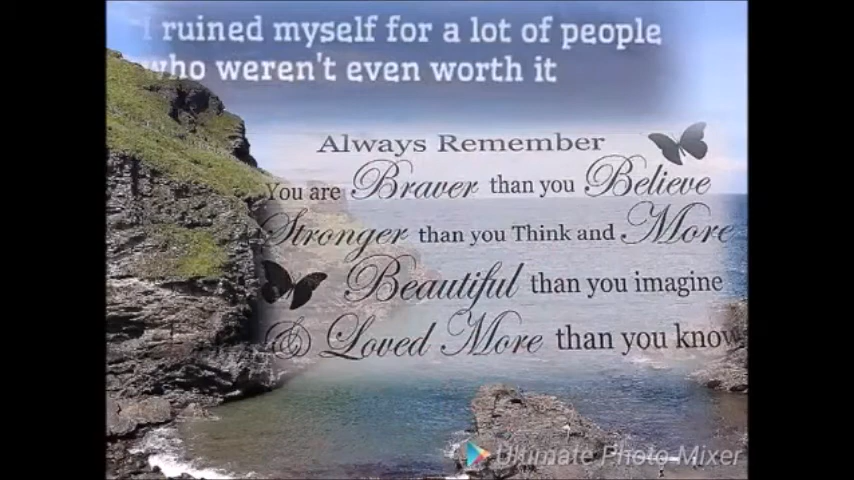 I ruined myself for a lot of people
who weren't even worth it
Always Remember
You are Braver than you Believe
Stronger than you Think and More
Beautiful than you imagine
& Loved More than you know
Ultimate Photo Mixer